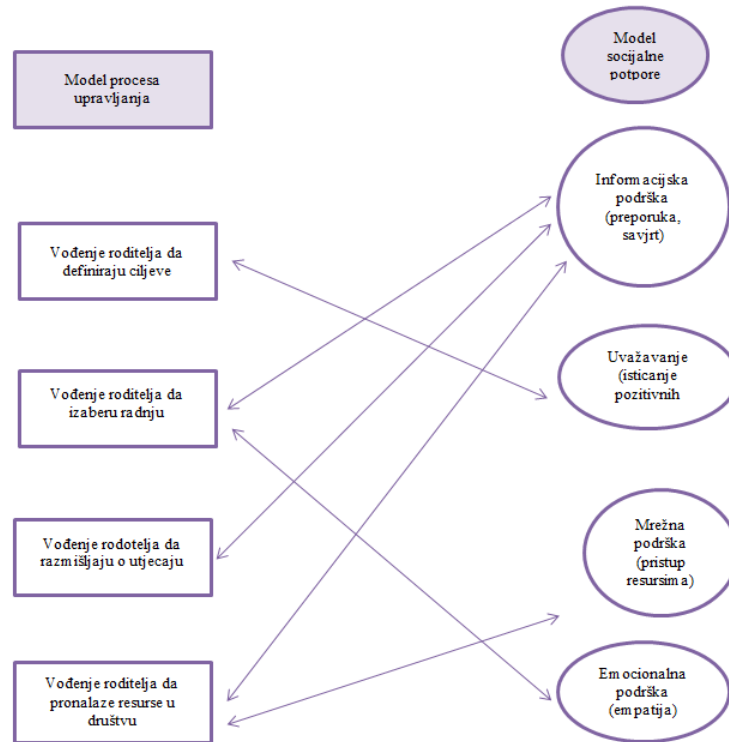 Model procesa
upravljanja
Vođenje roditelja da
definiraju ciljeve
Vođenje roditelja da
izaberu radnju
Vođenje rodotelja da
razmišljaju o utjecaju
Vođenje roditelja da
pronalaze resurse u
društvu
Model
socijalne
potpore
Informacijska
podrška
(preporuka,
savjrt)
Uvažavanje
(isticanje
pozitivnih
Mrežna
podrška
(pristup
resursima)
Emocionalna
podrška
(empatija)